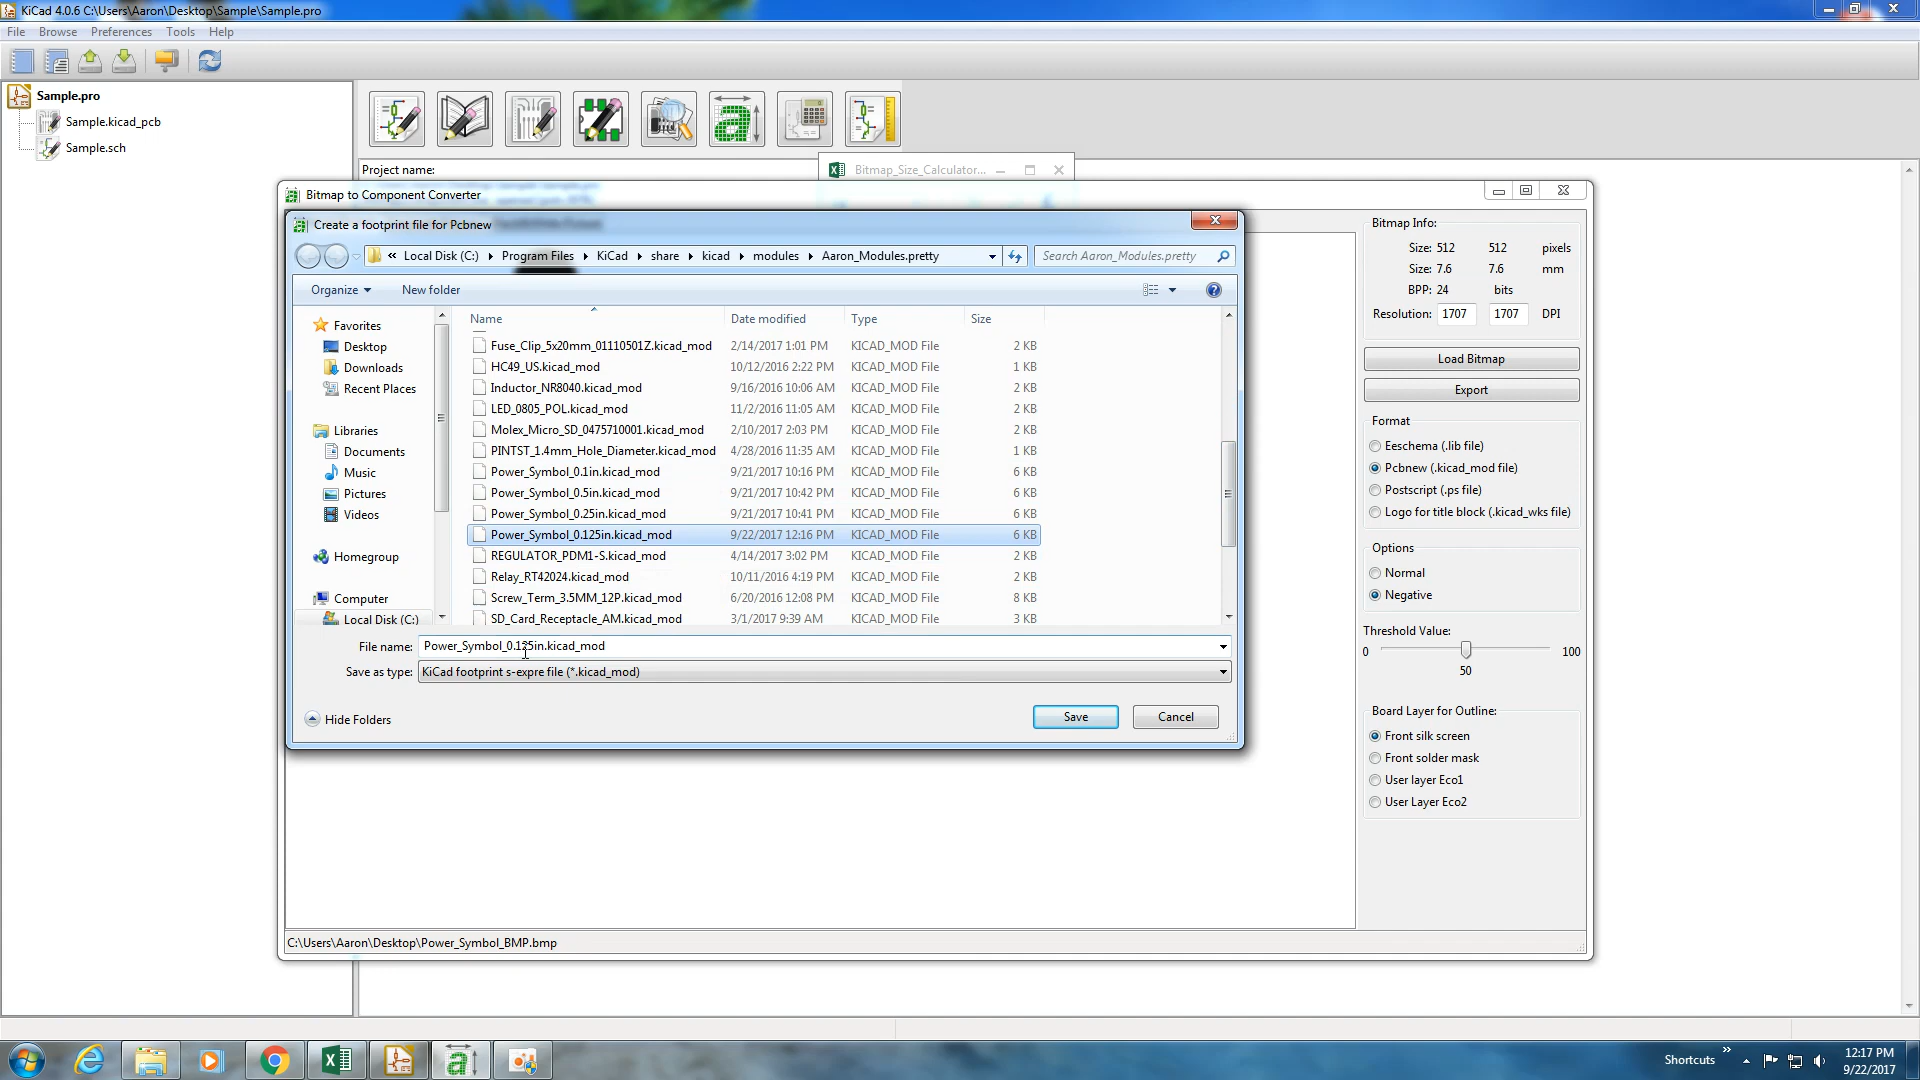 KiCad 4.0.6 C:\Users\Aaron\Desktop\Sample\Sample.pro
File Browse Preferences Tools Help
Sample.pro
Sample.kicad_pcb
Sample.sch
Project name:
Bitmap_Size_Calculator...
Bitmap to Component Converter
Create a footprint file for Pcbnew
« Local Disk (C:) Program Files KiCad share kicad modules Aaron_Modules.pretty
Search Aaron_Modules.pretty
Organize New folder
Favorites
Desktop
Downloads
Recent Places
Libraries
Documents
Music
Pictures
Videos
Homegroup
Computer
Local Disk (C:)
Name Date modified Type Size
Fuse_Clip_5x20mm_01110501Z.kicad_mod 2/14/2017 1:01 PM KICAD_MOD File 2 KB
HC49_US.kicad_mod 10/12/2016 2:22 PM KICAD_MOD File 1 KB
Inductor_NR8040.kicad_mod 9/16/2016 10:06 AM KICAD_MOD File 2 KB
LED_0805_POL.kicad_mod 11/2/2016 11:05 AM KICAD_MOD File 2 KB
Molex_Micro_SD_0475710001.kicad_mod 2/10/2017 2:03 PM KICAD_MOD File 2 KB
PINTST_1.4mm_Hole_Diameter.kicad_mod 4/28/2016 11:35 AM KICAD_MOD File 1 KB
Power_Symbol_0.1in.kicad_mod 9/21/2017 10:16 PM KICAD_MOD File 6 KB
Power_Symbol_0.5in.kicad_mod 9/21/2017 10:42 PM KICAD_MOD File 6 KB
Power_Symbol_0.25in.kicad_mod 9/21/2017 10:41 PM KICAD_MOD File 6 KB
Power_Symbol_0.125in.kicad_mod 9/22/2017 12:16 PM KICAD_MOD File 6 KB
REGULATOR_PDM1-S.kicad_mod 4/14/2017 3:02 PM KICAD_MOD File 2 KB
Relay_RT42024.kicad_mod 10/11/2016 4:19 PM KICAD_MOD File 2 KB
Screw_Term_3.5MM_12P.kicad_mod 6/20/2016 12:08 PM KICAD_MOD File 8 KB
SD_Card_Receptacle_AM.kicad_mod 3/1/2017 9:39 AM KICAD_MOD File 3 KB
File name: Power_Symbol_0.125in.kicad_mod
Save as type: KiCad footprint s-expre file (*.kicad_mod)
Hide Folders
Save Cancel
Bitmap Info:
Size: 512 512 pixels
Size: 7.6 7.6 mm
BPP: 24 bits
Resolution: 1707 1707 DPI
Load Bitmap
Export
Format
Eeschema (.lib file)
Pcbnew (.kicad_mod file)
Postscript (.ps file)
Logo for title block (.kicad_wks file)
Options
Normal
Negative
Threshold Value:
0 100
50
Board Layer for Outline:
Front silk screen
Front solder mask
User layer Eco1
User Layer Eco2
C:\Users\Aaron\Desktop\Power_Symbol_BMP.bmp
Shortcuts »
12:17 PM
9/22/2017